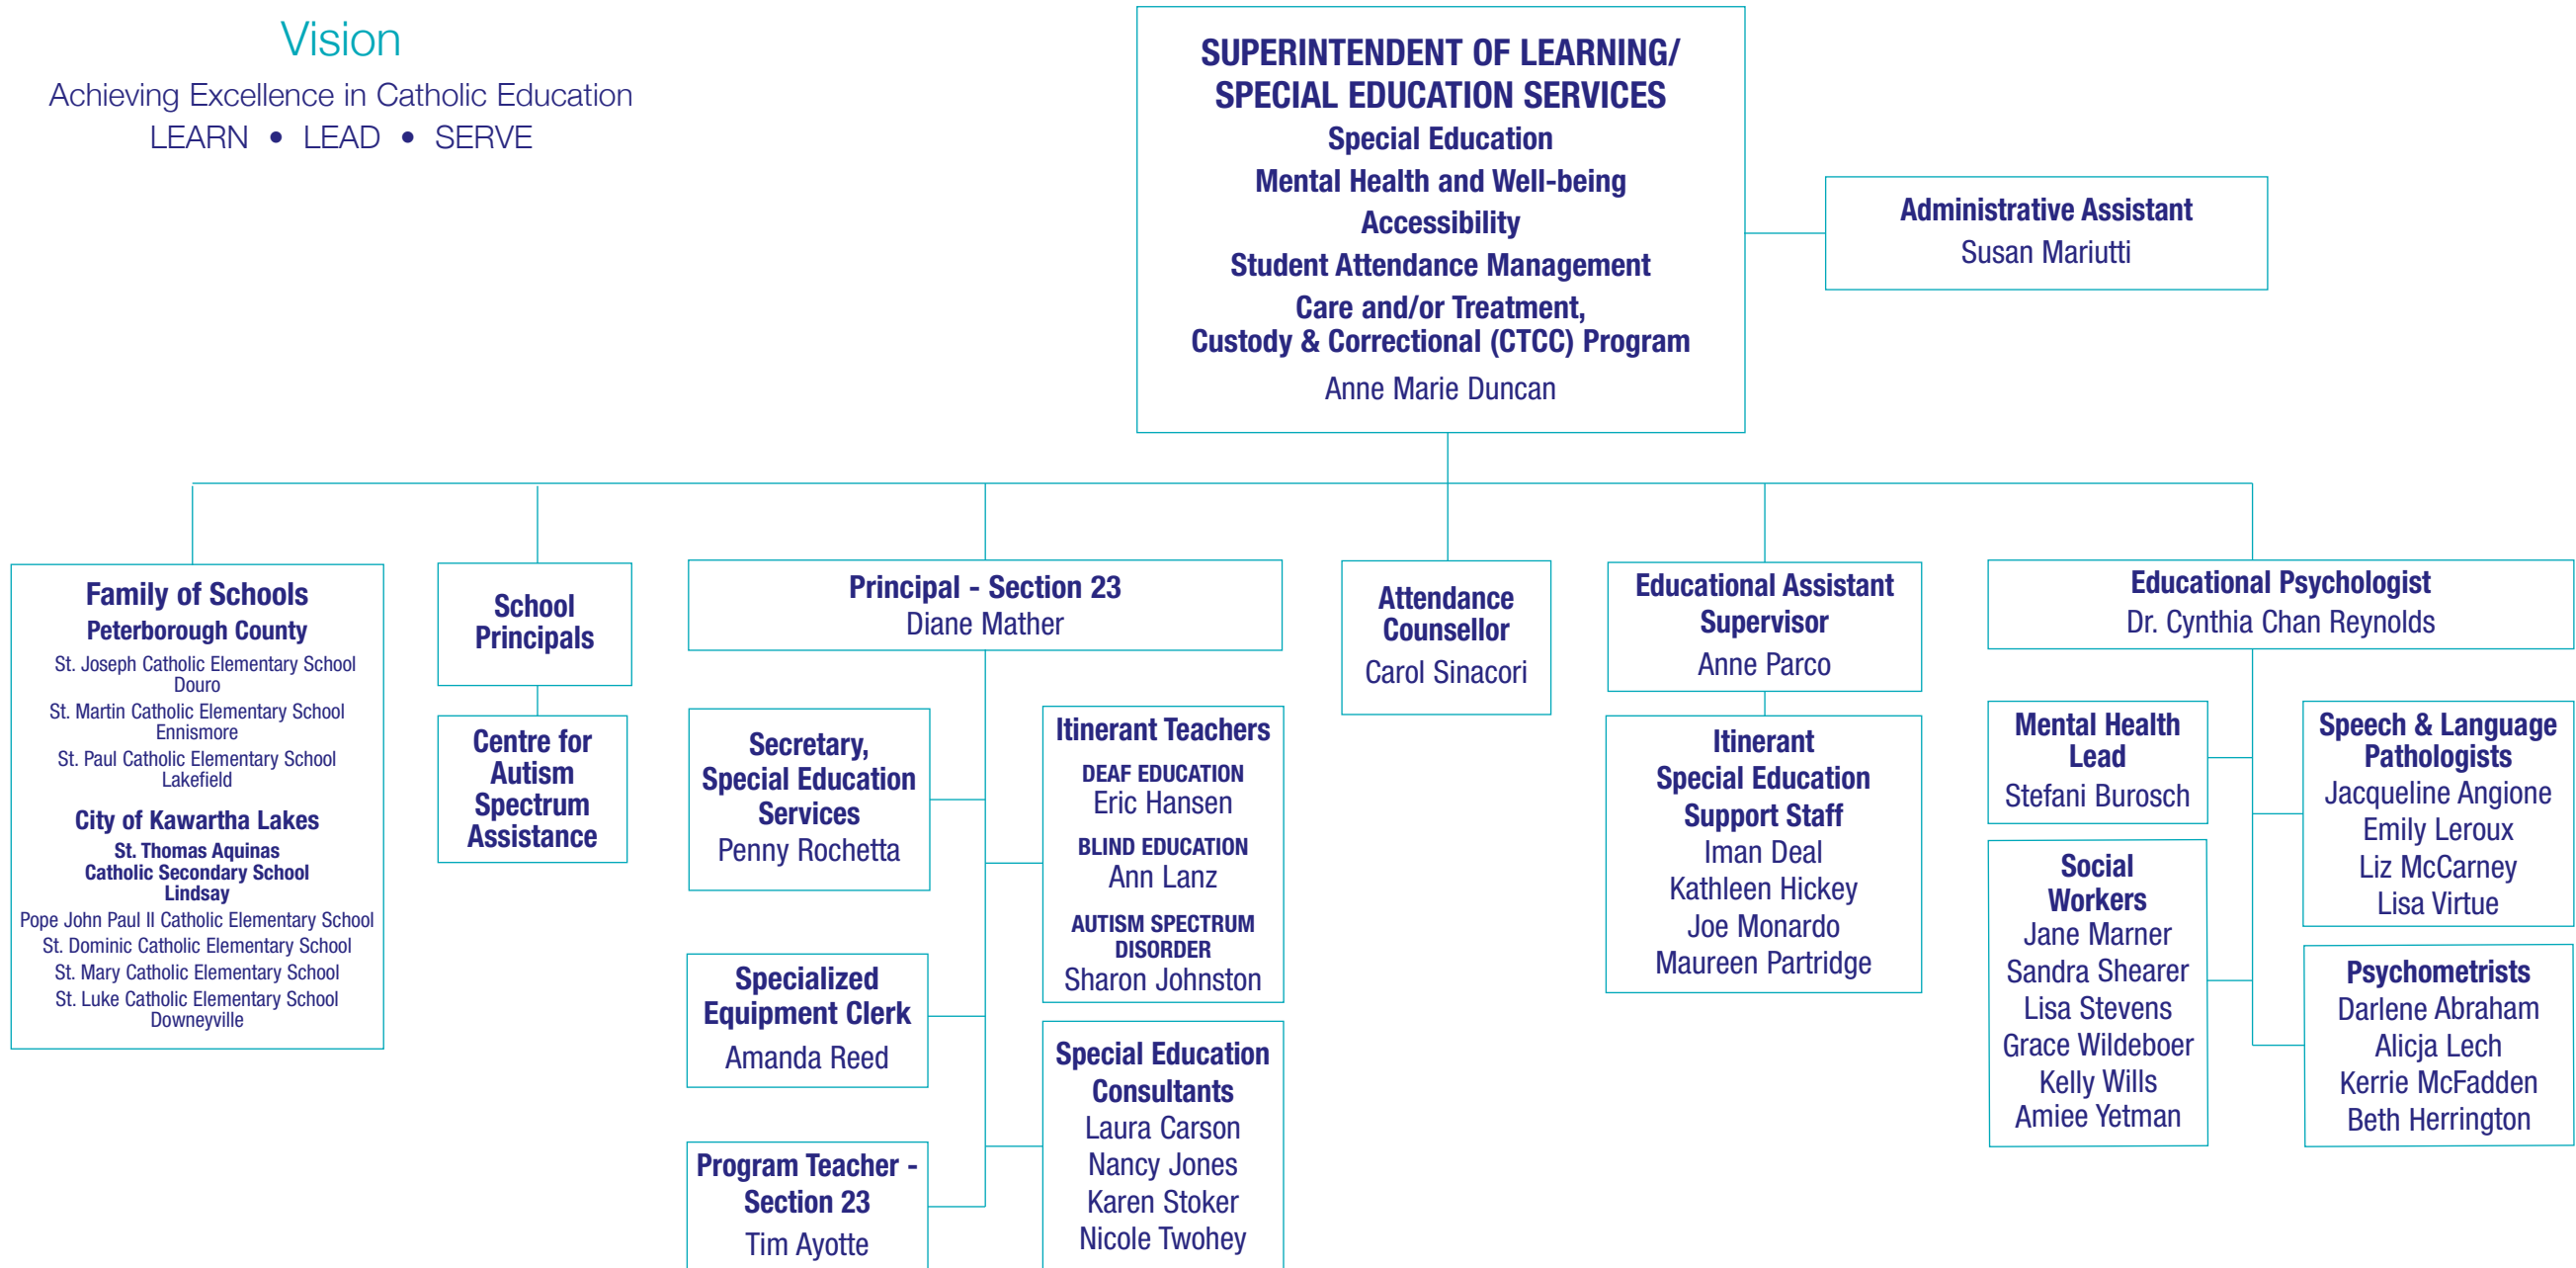 Vision
Achieving Excellence in Catholic Education
LEARN • LEAD • SERVE
SUPERINTENDENT OF LEARNING/
SPECIAL EDUCATION SERVICES
Special Education
Mental Health and Well-being
Accessibility
Student Attendance Management
Care and/or Treatment,
Custody & Correctional (CTCC) Program
Anne Marie Duncan
Administrative Assistant
Susan Mariutti
Family of Schools
Peterborough County
St. Joseph Catholic Elementary School
Douro
St. Martin Catholic Elementary School
Ennismore
St. Paul Catholic Elementary School
Lakefield
City of Kawartha Lakes
St. Thomas Aquinas
Catholic Secondary School
Lindsay
Pope John Paul II Catholic Elementary School
St. Dominic Catholic Elementary School
St. Mary Catholic Elementary School
St. Luke Catholic Elementary School
Downeyville
School
Principals
Centre for
Autism
Spectrum
Assistance
Principal - Section 23
Diane Mather
Secretary,
Special Education
Services
Penny Rochetta
Specialized
Equipment Clerk
Amanda Reed
Program Teacher -
Section 23
Tim Ayotte
Itinerant Teachers
DEAF EDUCATION
Eric Hansen
BLIND EDUCATION
Ann Lanz
AUTISM SPECTRUM
DISORDER
Sharon Johnston
Special Education
Consultants
Laura Carson
Nancy Jones
Karen Stoker
Nicole Twohey
Attendance
Counsellor
Carol Sinacori
Educational Assistant
Supervisor
Anne Parco
Itinerant
Special Education
Support Staff
Iman Deal
Kathleen Hickey
Joe Monardo
Maureen Partridge
Educational Psychologist
Dr. Cynthia Chan Reynolds
Mental Health
Lead
Stefani Burosch
Social
Workers
Jane Marner
Sandra Shearer
Lisa Stevens
Grace Wildeboer
Kelly Wills
Amiee Yetman
Speech & Language
Pathologists
Jacqueline Angione
Emily Leroux
Liz McCarney
Lisa Virtue
Psychometrists
Darlene Abraham
Alicja Lech
Kerrie McFadden
Beth Herrington